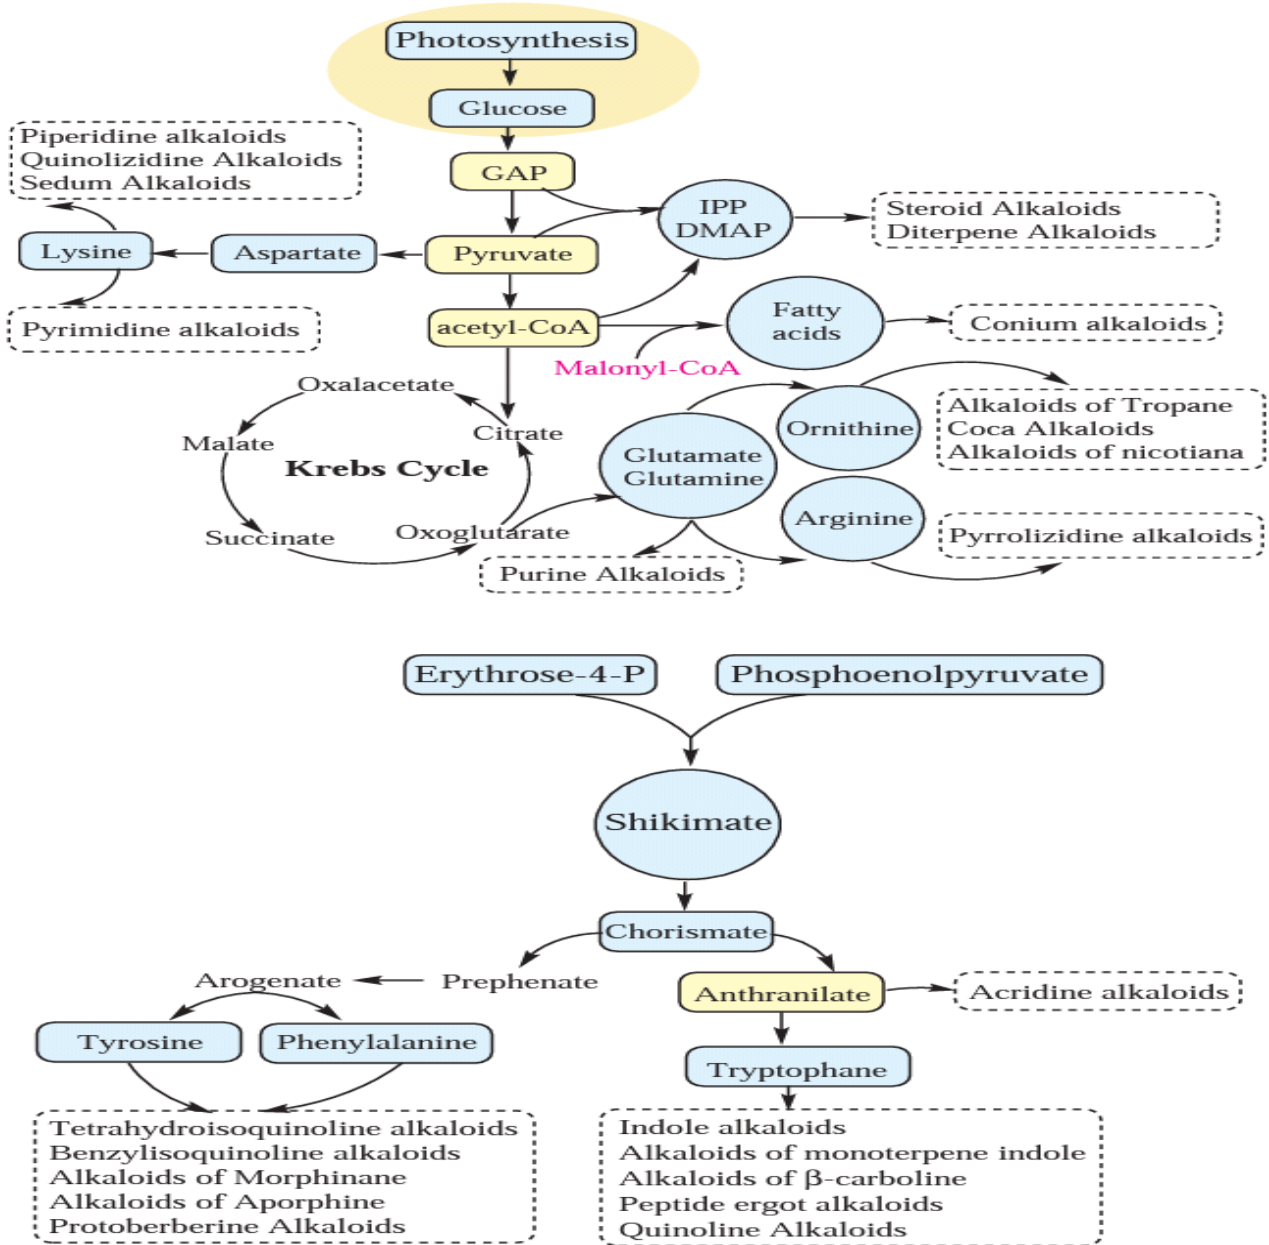 Photosynthesis
Glucose
Piperidine alkaloids
Quinolizidine Alkaloids
Sedum Alkaloids
GAP
IPP
DMAP
Steroid Alkaloids
Diterpene Alkaloids
Lysine
Aspartate
Pyruvate
Pyrimidine alkaloids
acetyl-CoA
Fatty
acids
Conium alkaloids
Malonyl-CoA
Oxalacetate
Malate
Citrate
Krebs Cycle
Succinate
Oxoglutarate
Glutamate
Glutamine
Ornithine
Alkaloids of Tropane
Coca Alkaloids
Alkaloids of nicotiana
Arginine
Pyrrolizidine alkaloids
Purine Alkaloids
Erythrose-4-P
Phosphoenolpyruvate
Shikimate
Chorismate
Arogenate
Prephenate
Anthranilate
Acridine alkaloids
Tyrosine
Phenylalanine
Tryptophane
Tetrahydroisoquinoline alkaloids
Benzylisoquinoline alkaloids
Alkaloids of Morphinane
Alkaloids of Aporphine
Protoberberine Alkaloids
Indole alkaloids
Alkaloids of monoterpene indole
Alkaloids of β-carboline
Peptide ergot alkaloids
Quinoline Alkaloids